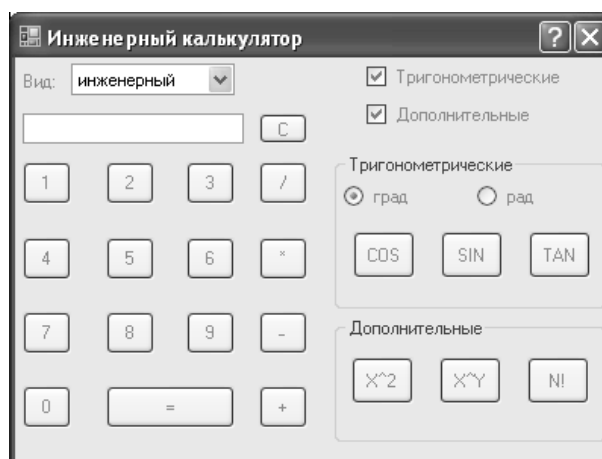 Инженерный калькулятор ?
Вид: инженерный
Тригонометрические
Дополнительные
C
1 2 3 /
4 5 6 *
7 8 9 -
0 = +
Тригонометрические
град рад
COS SIN TAN
Дополнительные
X^2 X^Y N!